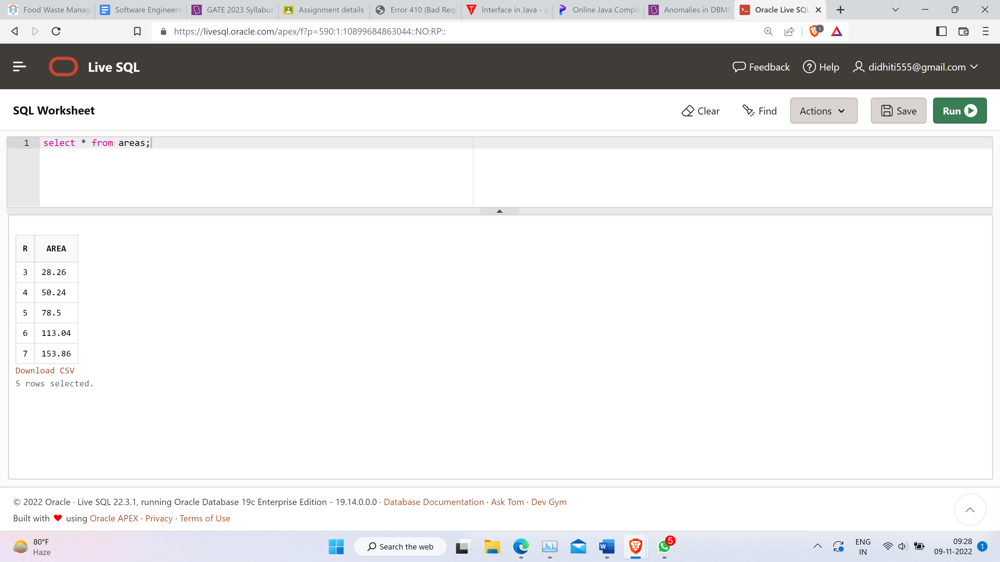 Food Waste Manag
Software Engineerin
GATE 2023 Syllabus
Assignment details
Error 410 (Bad Requ
Interface in Java - Ja
Online Java Compile
Anomalies in DBMS
Oracle Live SQL
https://livesql.oracle.com/apex/f?p=590:1:10899684863044::NO:RP::
1
Live SQL
Feedback
Help
didhiti555@gmail.com
SQL Worksheet
Clear
Find
Actions
Save
Run
1 select * from areas;
R AREA
3 28.26
4 50.24
5 78.5
6 113.04
7 153.86
Download CSV
5 rows selected.
© 2022 Oracle · Live SQL 22.3.1, running Oracle Database 19c Enterprise Edition - 19.14.0.0.0 · Database Documentation · Ask Tom · Dev Gym
Built with ❤ using Oracle APEX · Privacy · Terms of Use
80°F
Haze
Search the web
W
5
ENG
IN
09:28
09-11-2022
1